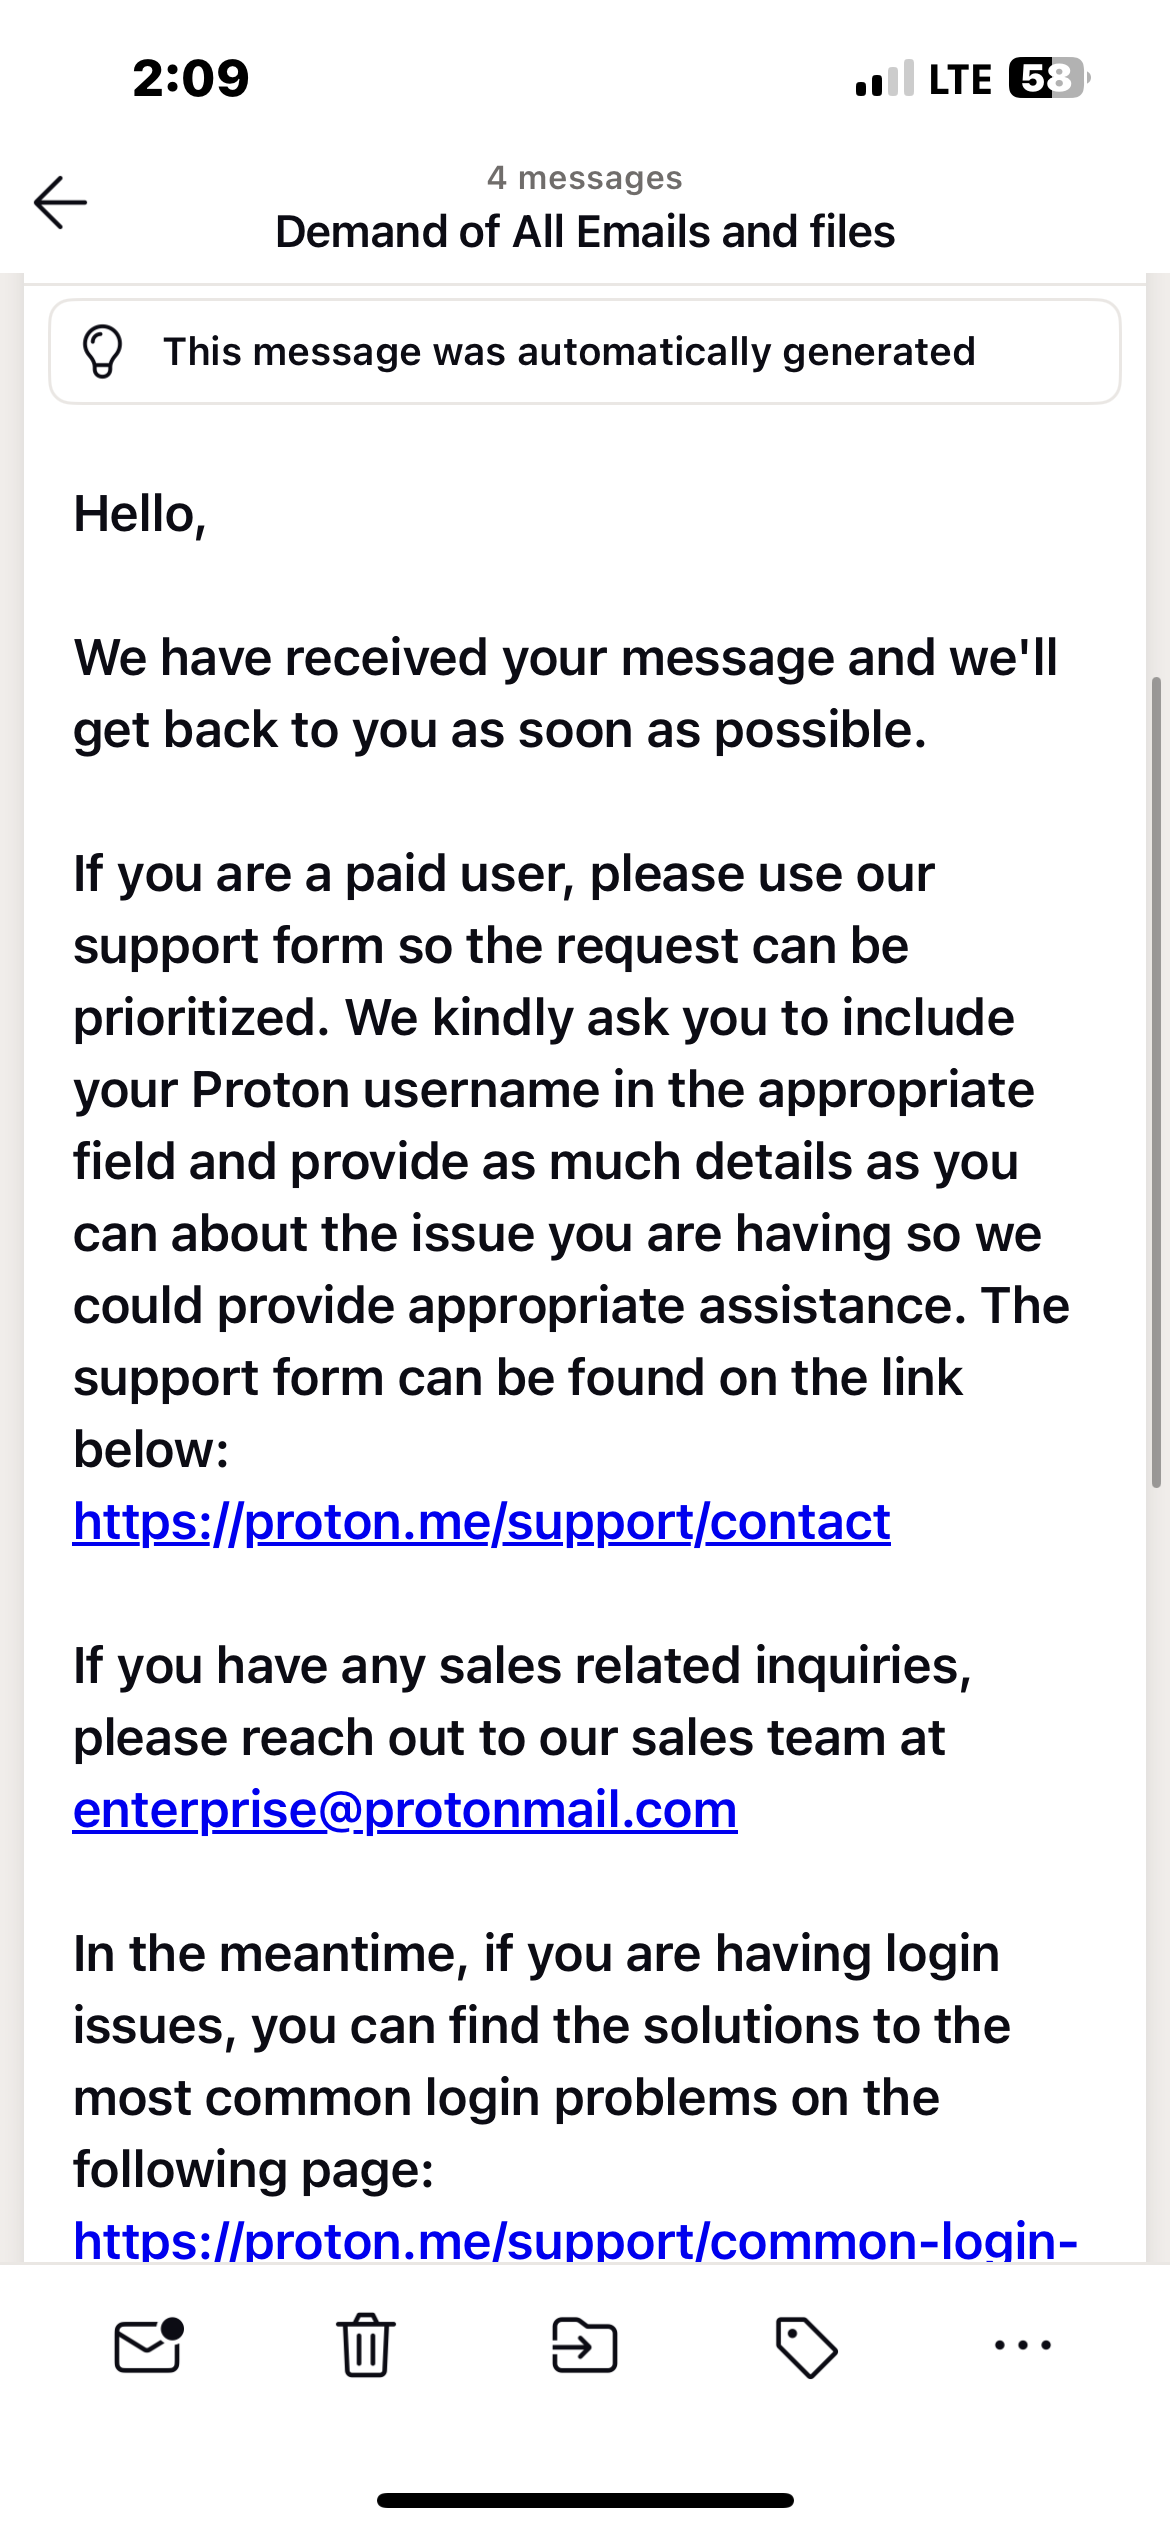 2:09
LTE 58
4 messages
Demand of All Emails and files
This message was automatically generated
Hello,
We have received your message and we'll
get back to you as soon as possible.
If you are a paid user, please use our
support form so the request can be
prioritized. We kindly ask you to include
your Proton username in the appropriate
field and provide as much details as you
can about the issue you are having so we
could provide appropriate assistance. The
support form can be found on the link
below:
https://proton.me/support/contact
If you have any sales related inquiries,
please reach out to our sales team at
enterprise@protonmail.com
In the meantime, if you are having login
issues, you can find the solutions to the
most common login problems on the
following page:
https://proton.me/support/common-login-